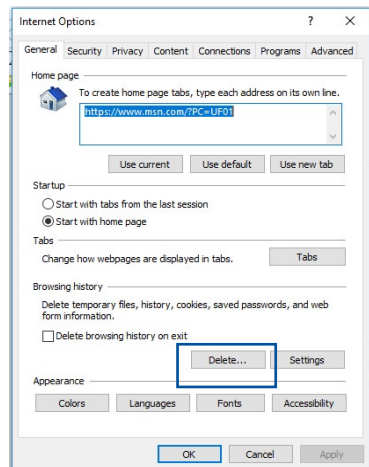 Internet Options ? X
General Security Privacy Content Connections Programs Advanced
Home page
To create home page tabs, type each address on its own line.
https://www.msn.com/?PC=UF01
Use current Use default Use new tab
Startup
Start with tabs from the last session
Start with home page
Tabs
Change how webpages are displayed in tabs. Tabs
Browsing history
Delete temporary files, history, cookies, saved passwords, and web
form information.
Delete browsing history on exit
Delete... Settings
Appearance
Colors Languages Fonts Accessibility
OK Cancel Apply